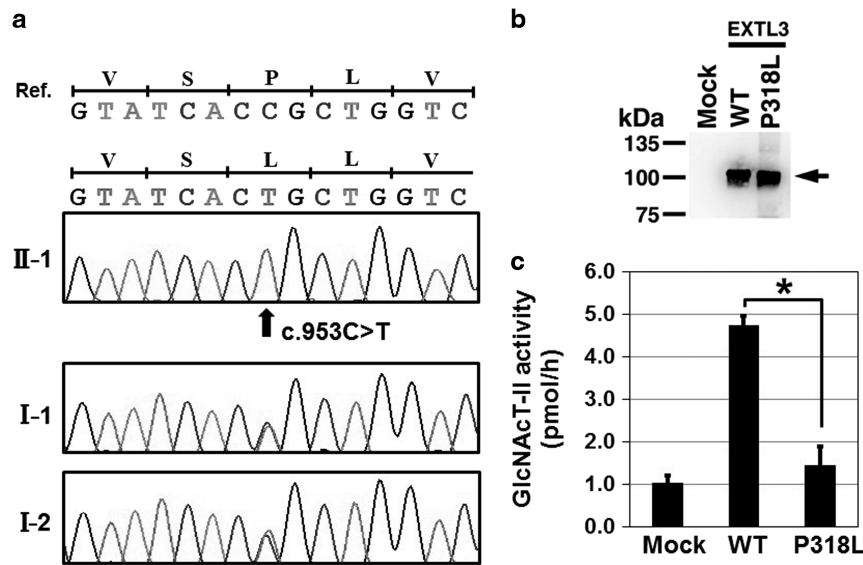 a
V S P L V
Ref. G T A T C A C C G C T G G T C
V S L L V
G T A T C A C T G C T G G T C
II-1
c.953C>T
I-1
I-2
b
EXTL3
Mock WT P318L
kDa
135
100
75
c
GlcNAcT-II activity
(pmol/h)
6.0
5.0
4.0
3.0
2.0
1.0
0.0
*
Mock WT P318L